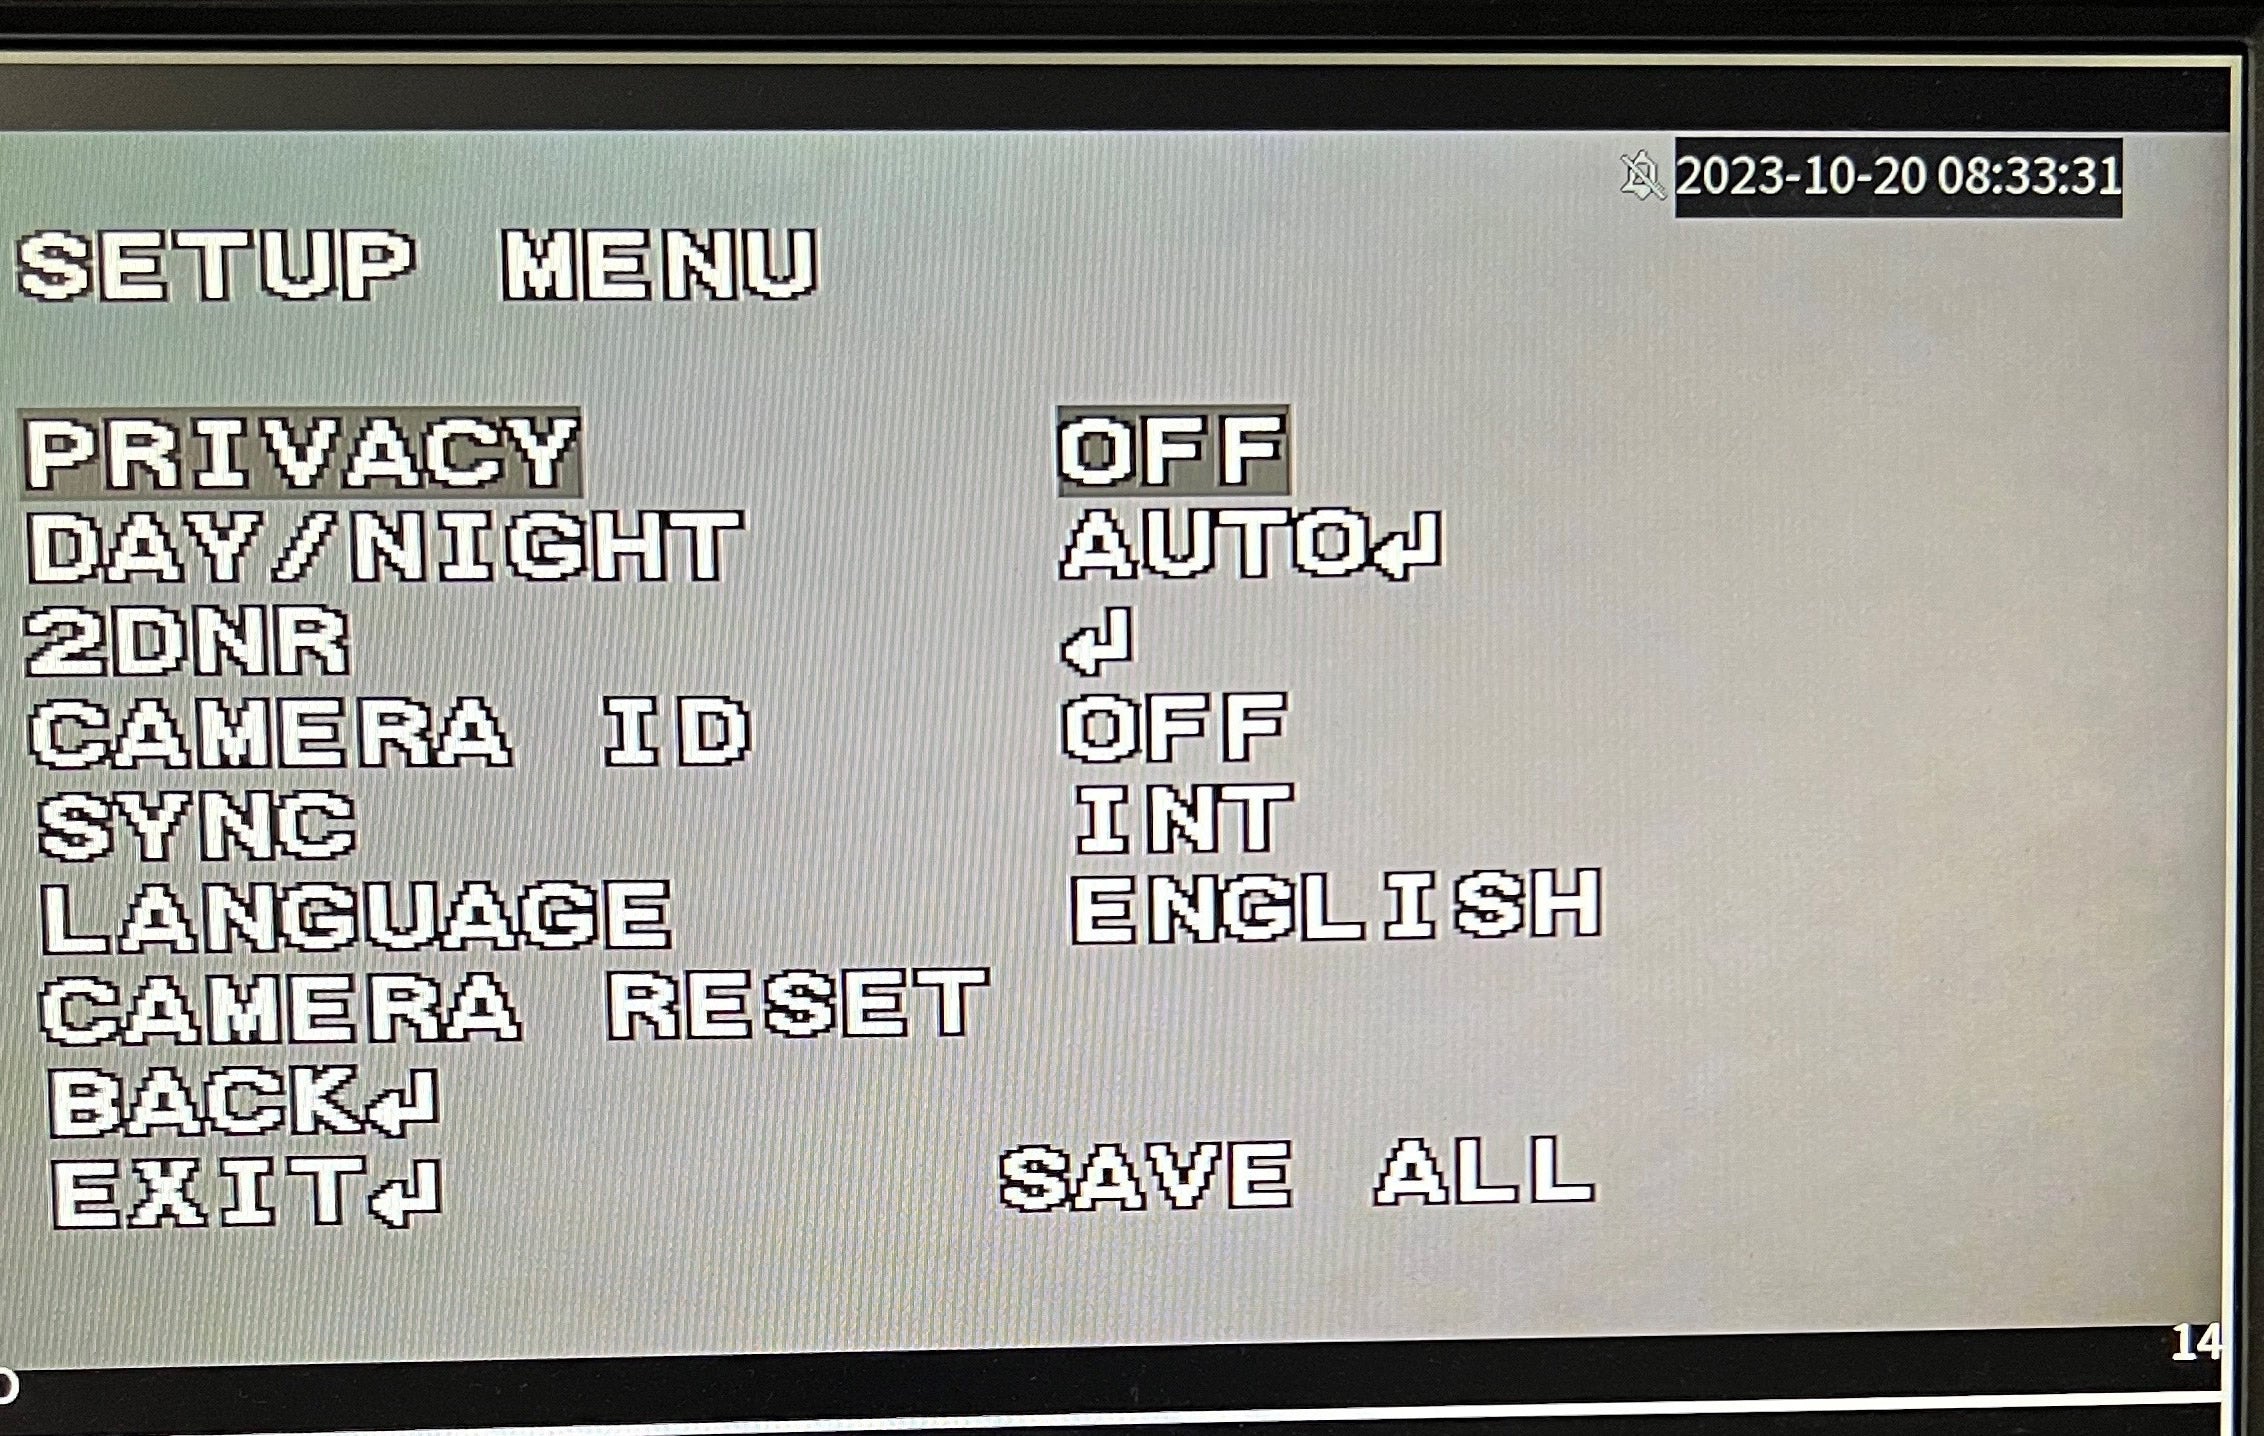 2023-10-20 08:33:31
SETUP MENU
PRIVACY OFF
DAY/NIGHT AUTO↵
2DNR ↵
CAMERA ID OFF
SYNC INT
LANGUAGE ENGLISH
CAMERA RESET
BACK↵
EXIT↵ SAVE ALL
14